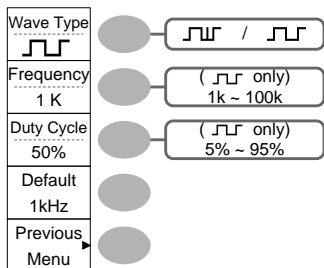 Wave Type
/
Frequency
1 K
( only)
1k ~ 100k
Duty Cycle
50%
( only)
5% ~ 95%
Default
1kHz
Previous
Menu